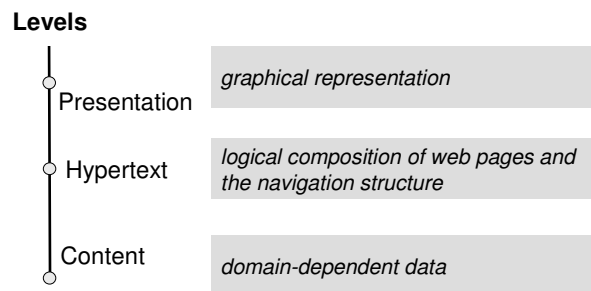 Levels
graphical representation
Presentation
logical composition of web pages and
the navigation structure
Hypertext
Content
domain-dependent data